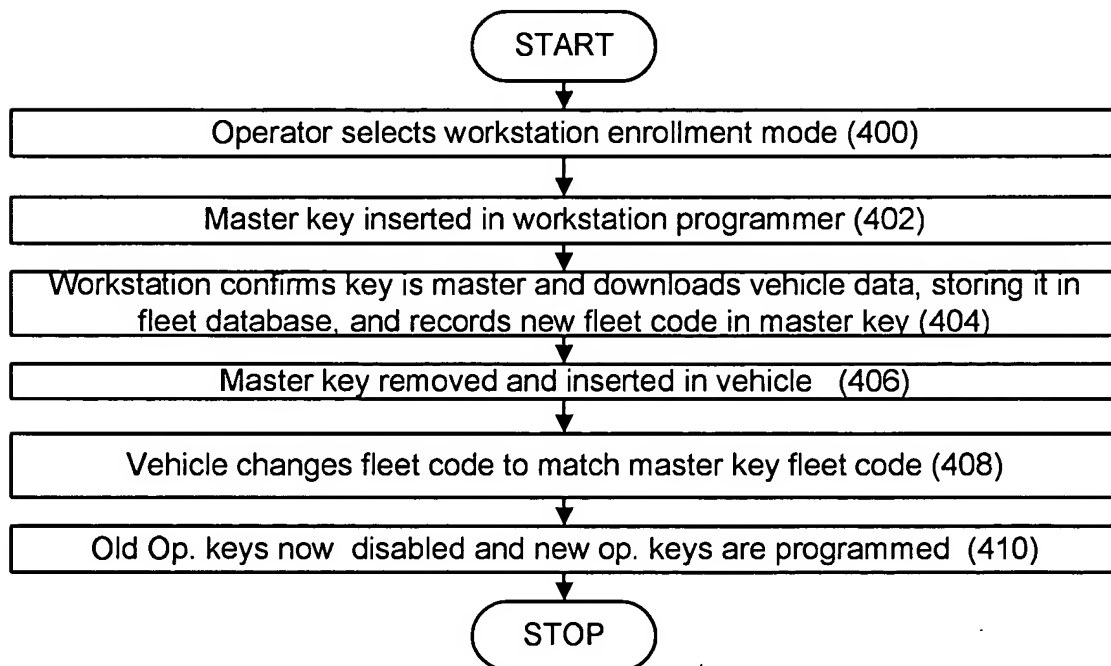 START
Operator selects workstation enrollment mode (400)
Master key inserted in workstation programmer (402)
Workstation confirms key is master and downloads vehicle data, storing it in
fleet database, and records new fleet code in master key (404)
Master key removed and inserted in vehicle (406)
Vehicle changes fleet code to match master key fleet code (408)
Old Op. keys now disabled and new op. keys are programmed (410)
STOP